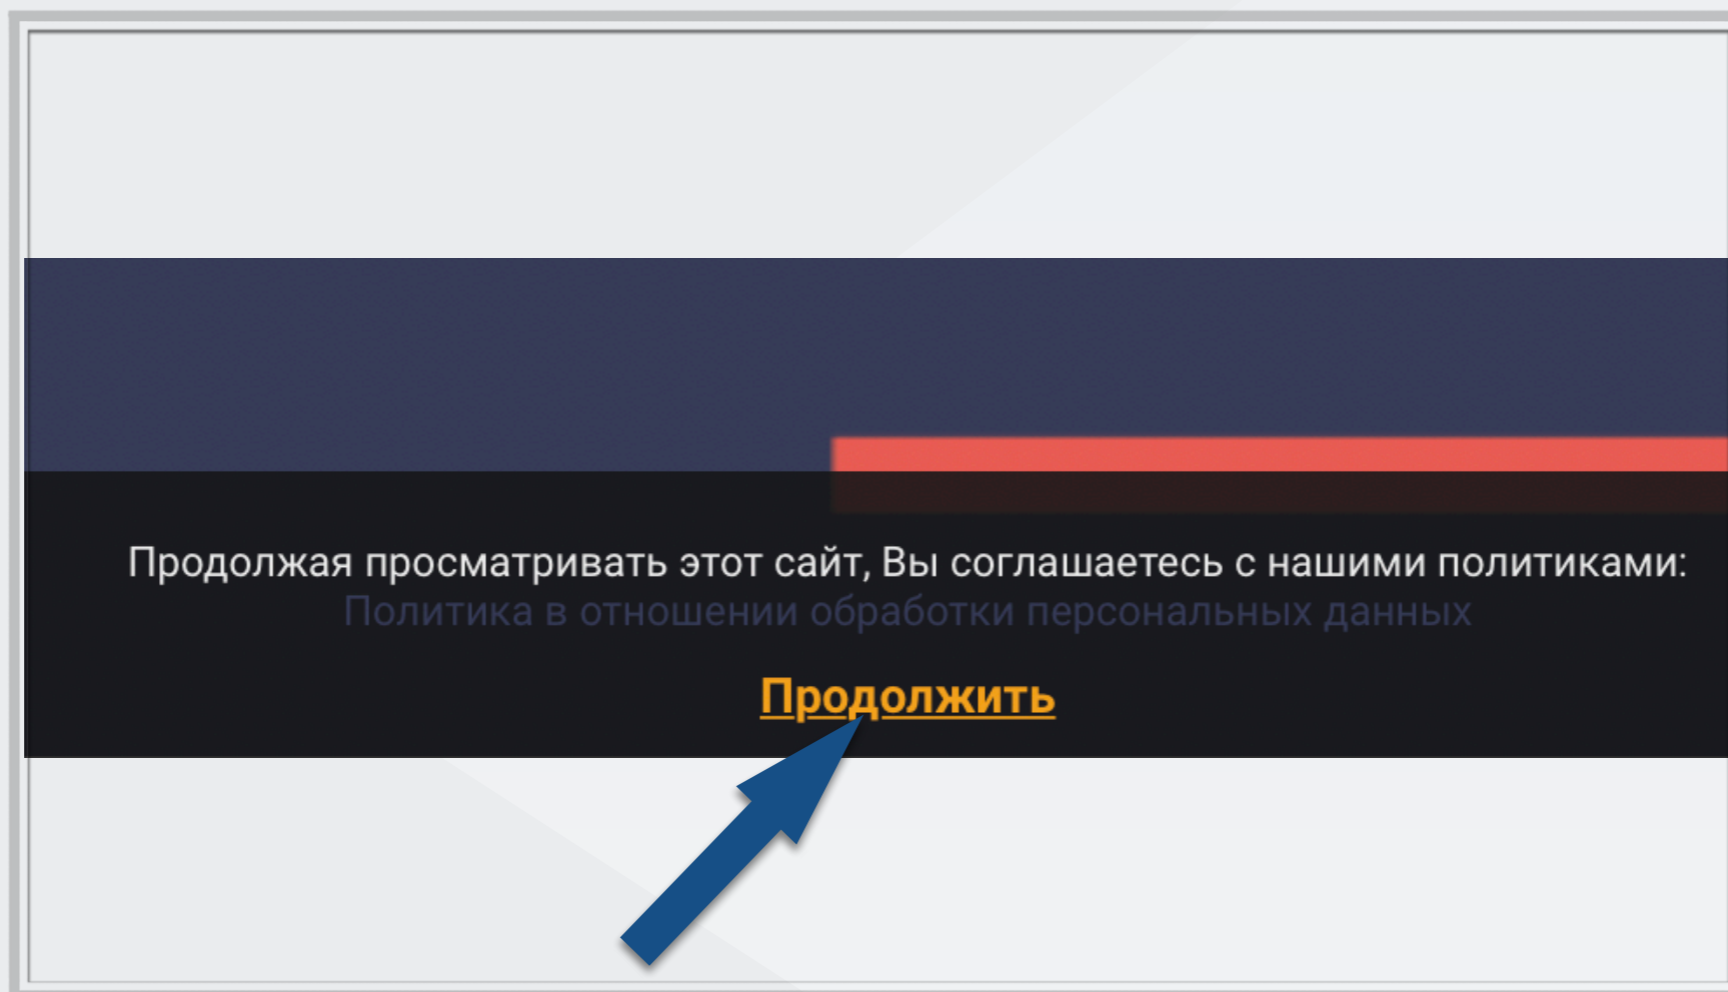 Продолжая просматривать этот сайт, Вы соглашаетесь с нашими политиками:
Политика в отношении обработки персональных данных
Продолжить